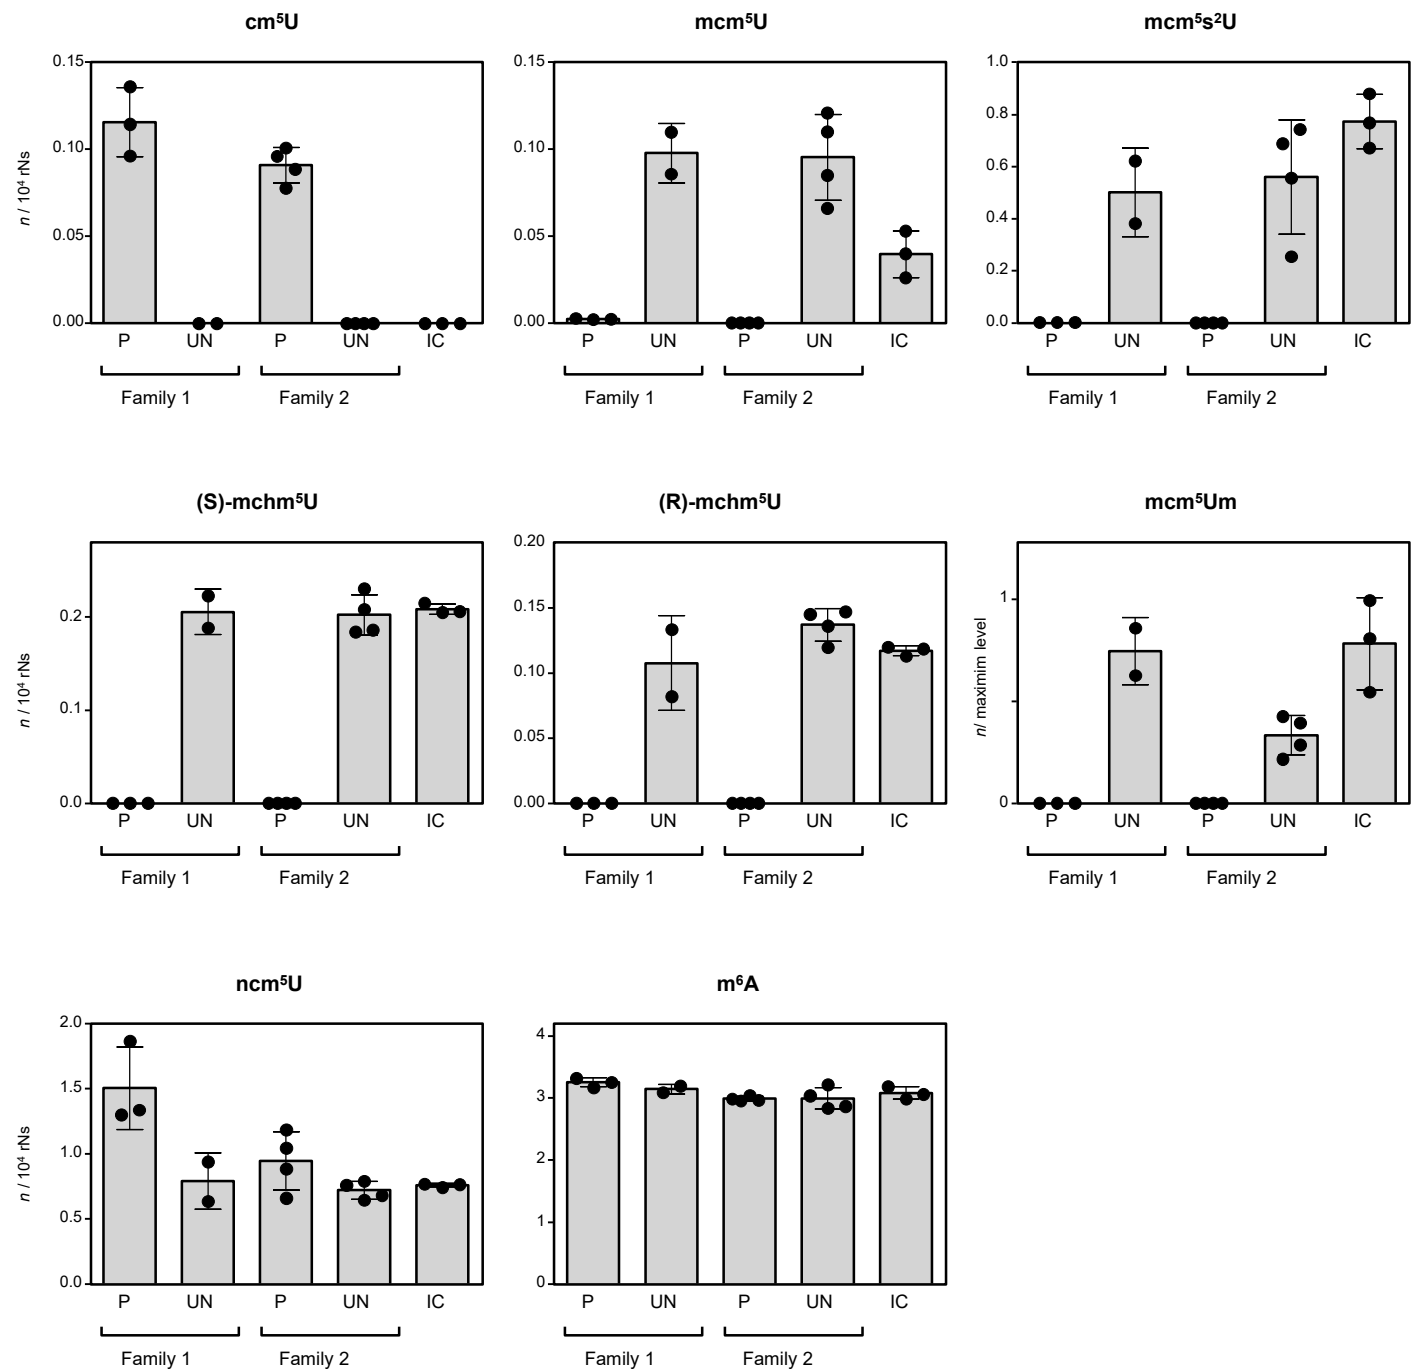 cm⁵U
mcm⁵U
mcm⁵s²U
n / 10⁴ rNs
0.15
0.10
0.05
0.00
P UN P UN IC
Family 1 Family 2
0.15
0.10
0.05
0.00
P UN P UN IC
Family 1 Family 2
1.0
0.8
0.6
0.4
0.2
0.0
P UN P UN IC
Family 1 Family 2
(S)-mchm⁵U
(R)-mchm⁵U
mcm⁵Um
n / 10⁴ rNs
0.2
0.1
0.0
P UN P UN IC
Family 1 Family 2
0.20
0.15
0.10
0.05
0.00
P UN P UN IC
Family 1 Family 2
n/ maximim level
1
0
P UN P UN IC
Family 1 Family 2
ncm⁵U
m⁶A
n / 10⁴ rNs
2.0
1.5
1.0
0.5
0.0
P UN P UN IC
Family 1 Family 2
4
3
2
1
0
P UN P UN IC
Family 1 Family 2